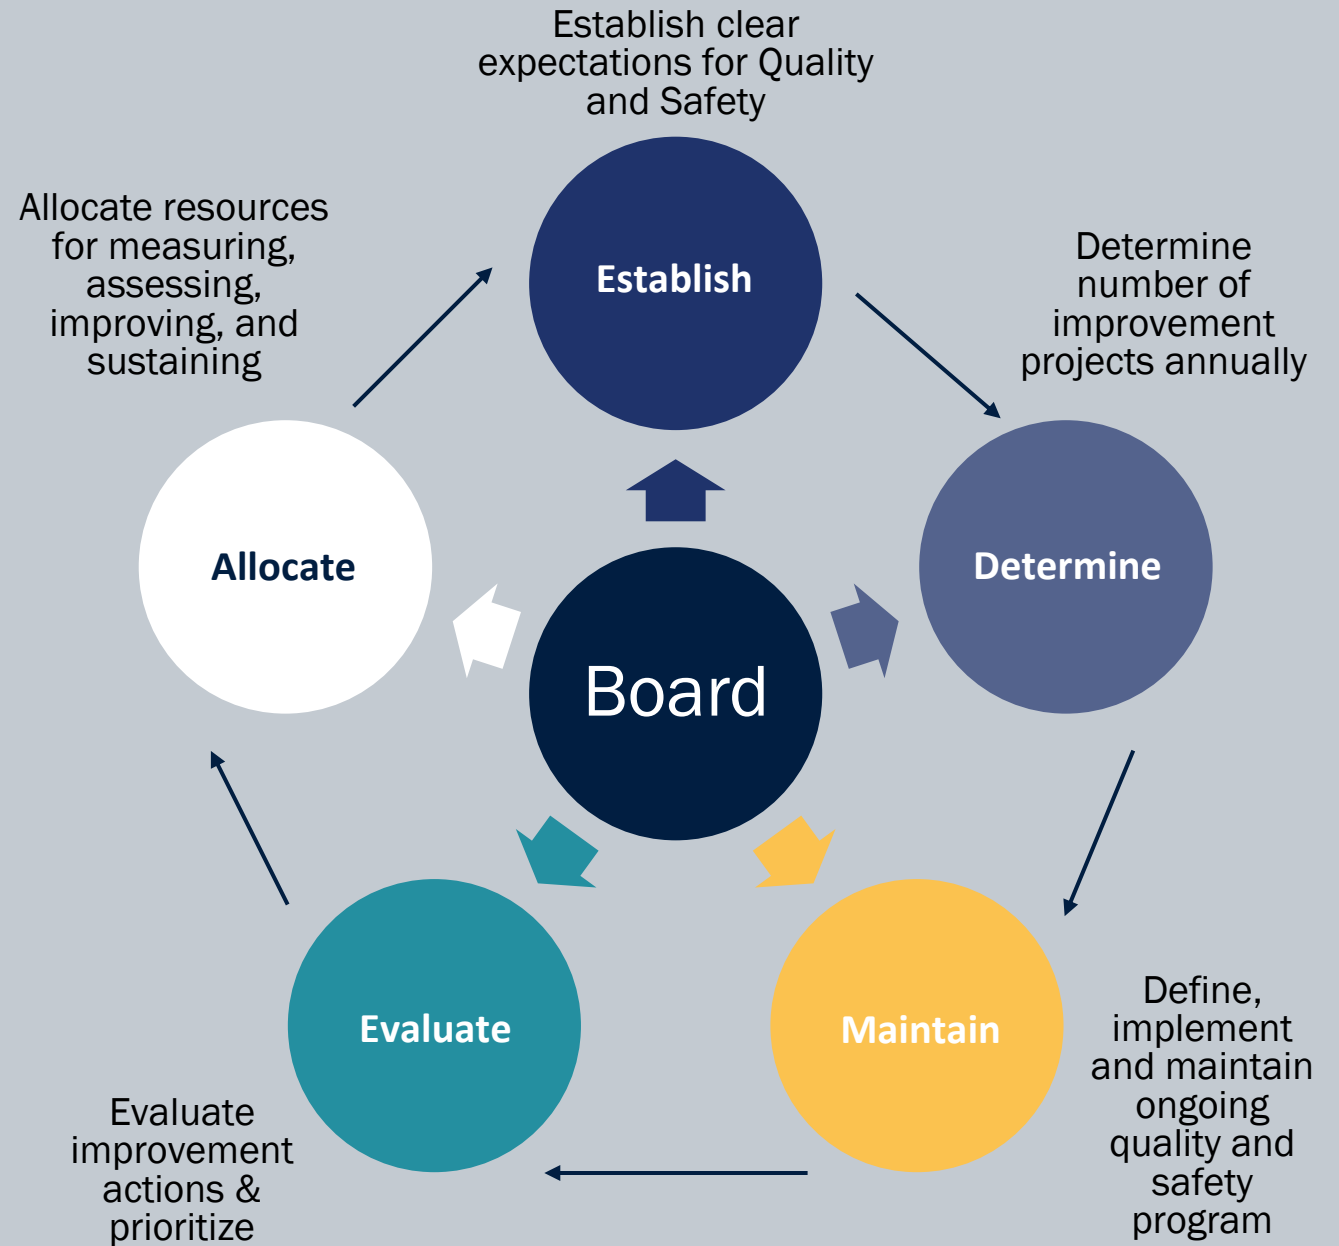 Establish clear
expectations for Quality
and Safety
Establish
Allocate resources
for measuring,
assessing,
improving, and
sustaining
Determine
number of
improvement
projects annually
Allocate
Determine
Board
Evaluate
Maintain
Define,
implement
and maintain
ongoing
quality and
safety
program
Evaluate
improvement
actions &
prioritize